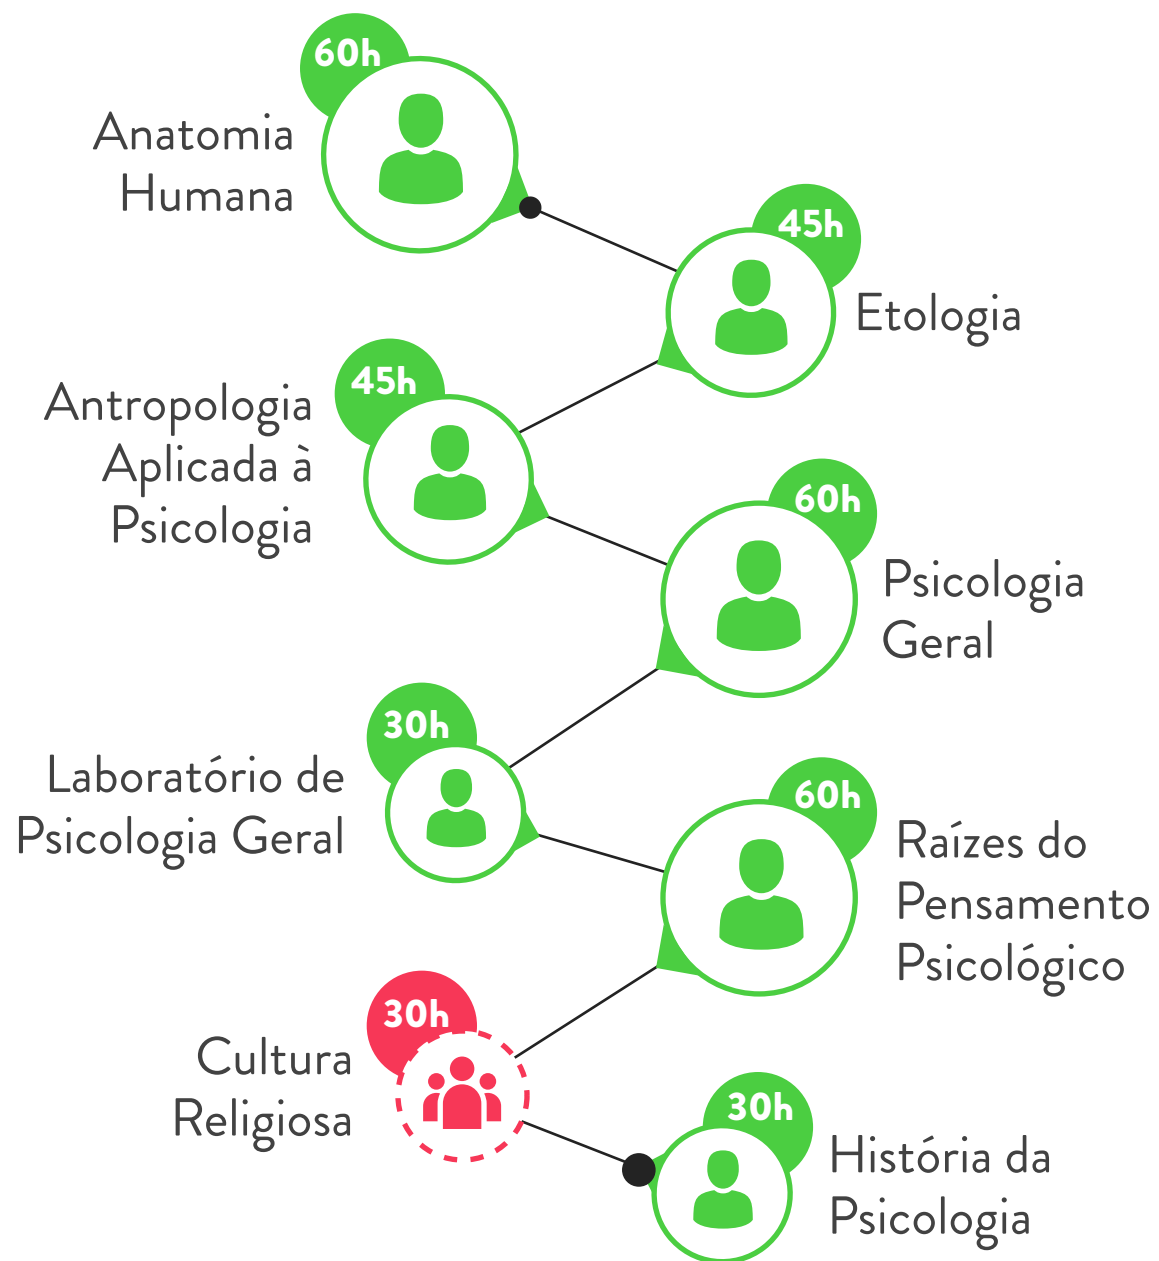 60h
Anatomia
Humana
45h
Etologia
45h
Antropologia
Aplicada à
Psicologia
60h
Psicologia
Geral
30h
Laboratório de
Psicologia Geral
60h
Raízes do
Pensamento
Psicológico
30h
Cultura
Religiosa
30h
História da
Psicologia